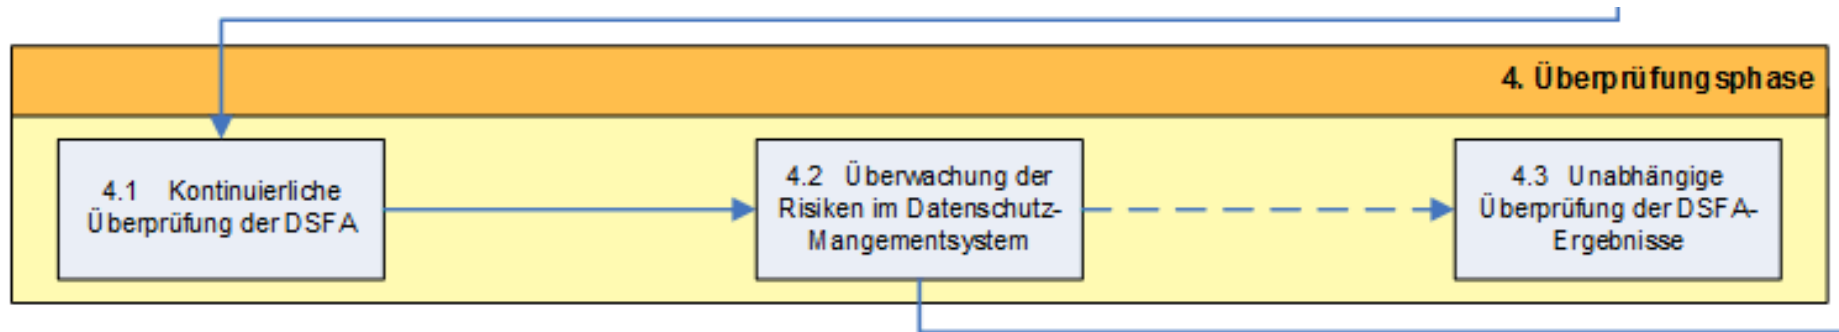 4. Überprüfungsphase
4.1 Kontinuierliche
Überprüfung der DSFA
4.2 Überwachung der
Risiken im Datenschutz-
Mangementsystem
4.3 Unabhängige
Überprüfung der DSFA-
Ergebnisse